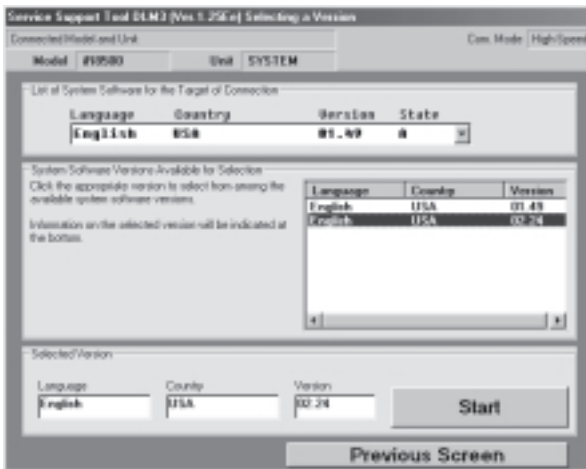 Service Support Tool DLM3 (Ver.1.25En) Selecting a Version
Connected Model and Unit
Com. Mode High Speed
Model iR8500 Unit SYSTEM
List of System Software for the Target of Connection
Language Country Version State
English USA 01.49 A
System Software Versions Available for Selection
Click the appropriate version to select from among the
available system software versions.
Information on the selected version will be indicated at
the bottom.
Language Country Version
English USA 01.49
English USA 02.24
Selected Version
Language Country Version
English USA 02.24
Start
Previous Screen